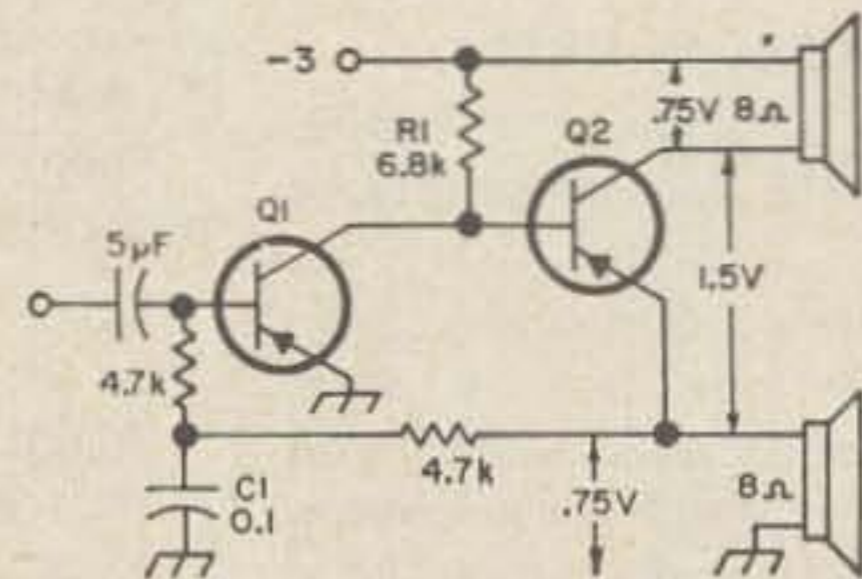 -3
.75V 8Ω
R1
6.8k
Q2
Q1
5µF
1.5V
4.7k
4.7k
8Ω
.75V
C1
0.1